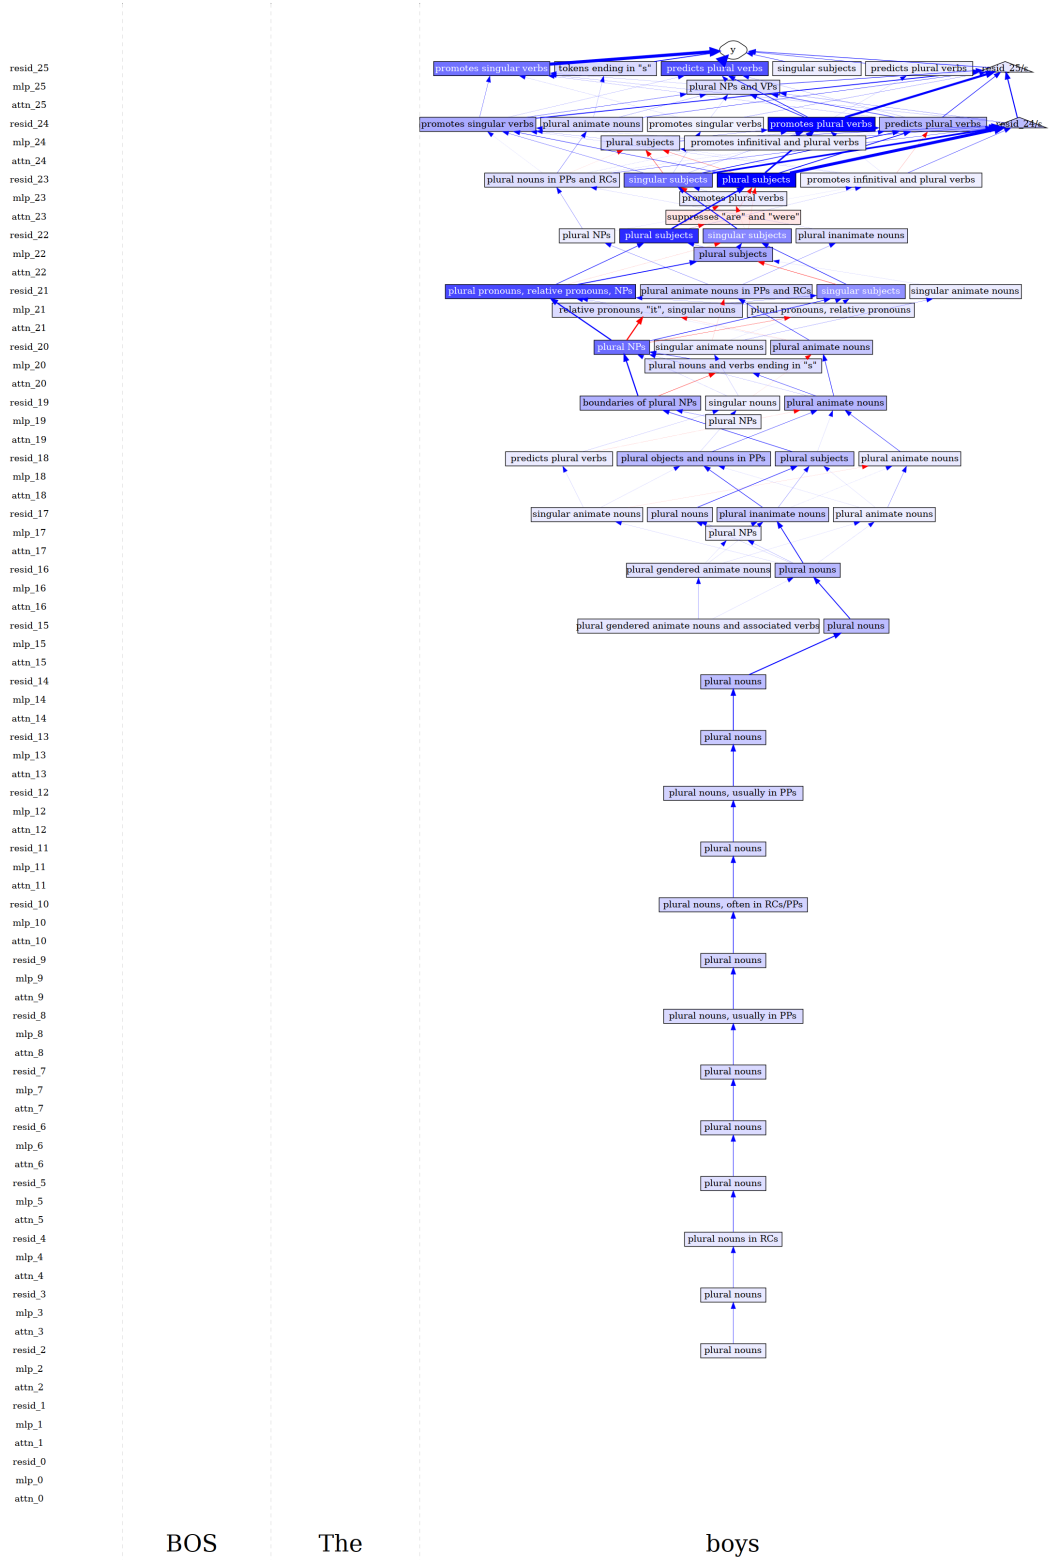 y
resid_25 promotes singular verbs tokens ending in "s" predicts plural verbs singular subjects predicts plural verbs resid_25/ε
mlp_25 plural NPs and VPs
attn_25
resid_24 promotes singular verbs plural animate nouns promotes singular verbs promotes plural verbs predicts plural verbs resid_24/ε
mlp_24 plural subjects promotes infinitival and plural verbs
attn_24
resid_23 plural nouns in PPs and RCs singular subjects plural subjects promotes infinitival and plural verbs
mlp_23 promotes plural verbs
attn_23 suppresses "are" and "were"
resid_22 plural NPs plural subjects singular subjects plural inanimate nouns
mlp_22 plural subjects
attn_22
resid_21 plural pronouns, relative pronouns, NPs plural animate nouns in PPs and RCs singular subjects singular animate nouns
mlp_21 relative pronouns, "it", singular nouns plural pronouns, relative pronouns
attn_21
resid_20 plural NPs singular animate nouns plural animate nouns
mlp_20 plural nouns and verbs ending in "s"
attn_20
resid_19 boundaries of plural NPs singular nouns plural animate nouns
mlp_19 plural NPs
attn_19
resid_18 predicts plural verbs plural objects and nouns in PPs plural subjects plural animate nouns
mlp_18
attn_18
resid_17 singular animate nouns plural nouns plural inanimate nouns plural animate nouns
mlp_17 plural NPs
attn_17
resid_16 plural gendered animate nouns plural nouns
mlp_16
attn_16
resid_15 plural gendered animate nouns and associated verbs plural nouns
mlp_15
attn_15
resid_14 plural nouns
mlp_14
attn_14
resid_13 plural nouns
mlp_13
attn_13
resid_12 plural nouns, usually in PPs
mlp_12
attn_12
resid_11 plural nouns
mlp_11
attn_11
resid_10 plural nouns, often in RCs/PPs
mlp_10
attn_10
resid_9 plural nouns
mlp_9
attn_9
resid_8 plural nouns, usually in PPs
mlp_8
attn_8
resid_7 plural nouns
mlp_7
attn_7
resid_6 plural nouns
mlp_6
attn_6
resid_5 plural nouns
mlp_5
attn_5
resid_4 plural nouns in RCs
mlp_4
attn_4
resid_3 plural nouns
mlp_3
attn_3
resid_2 plural nouns
mlp_2
attn_2
resid_1
mlp_1
attn_1
resid_0
mlp_0
attn_0
BOS The boys